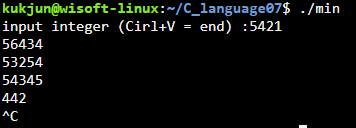 kukjun@wisoft-linux:~/C_language07$ ./min
input integer (Cirl+V = end) :5421
56434
53254
54345
442
^C